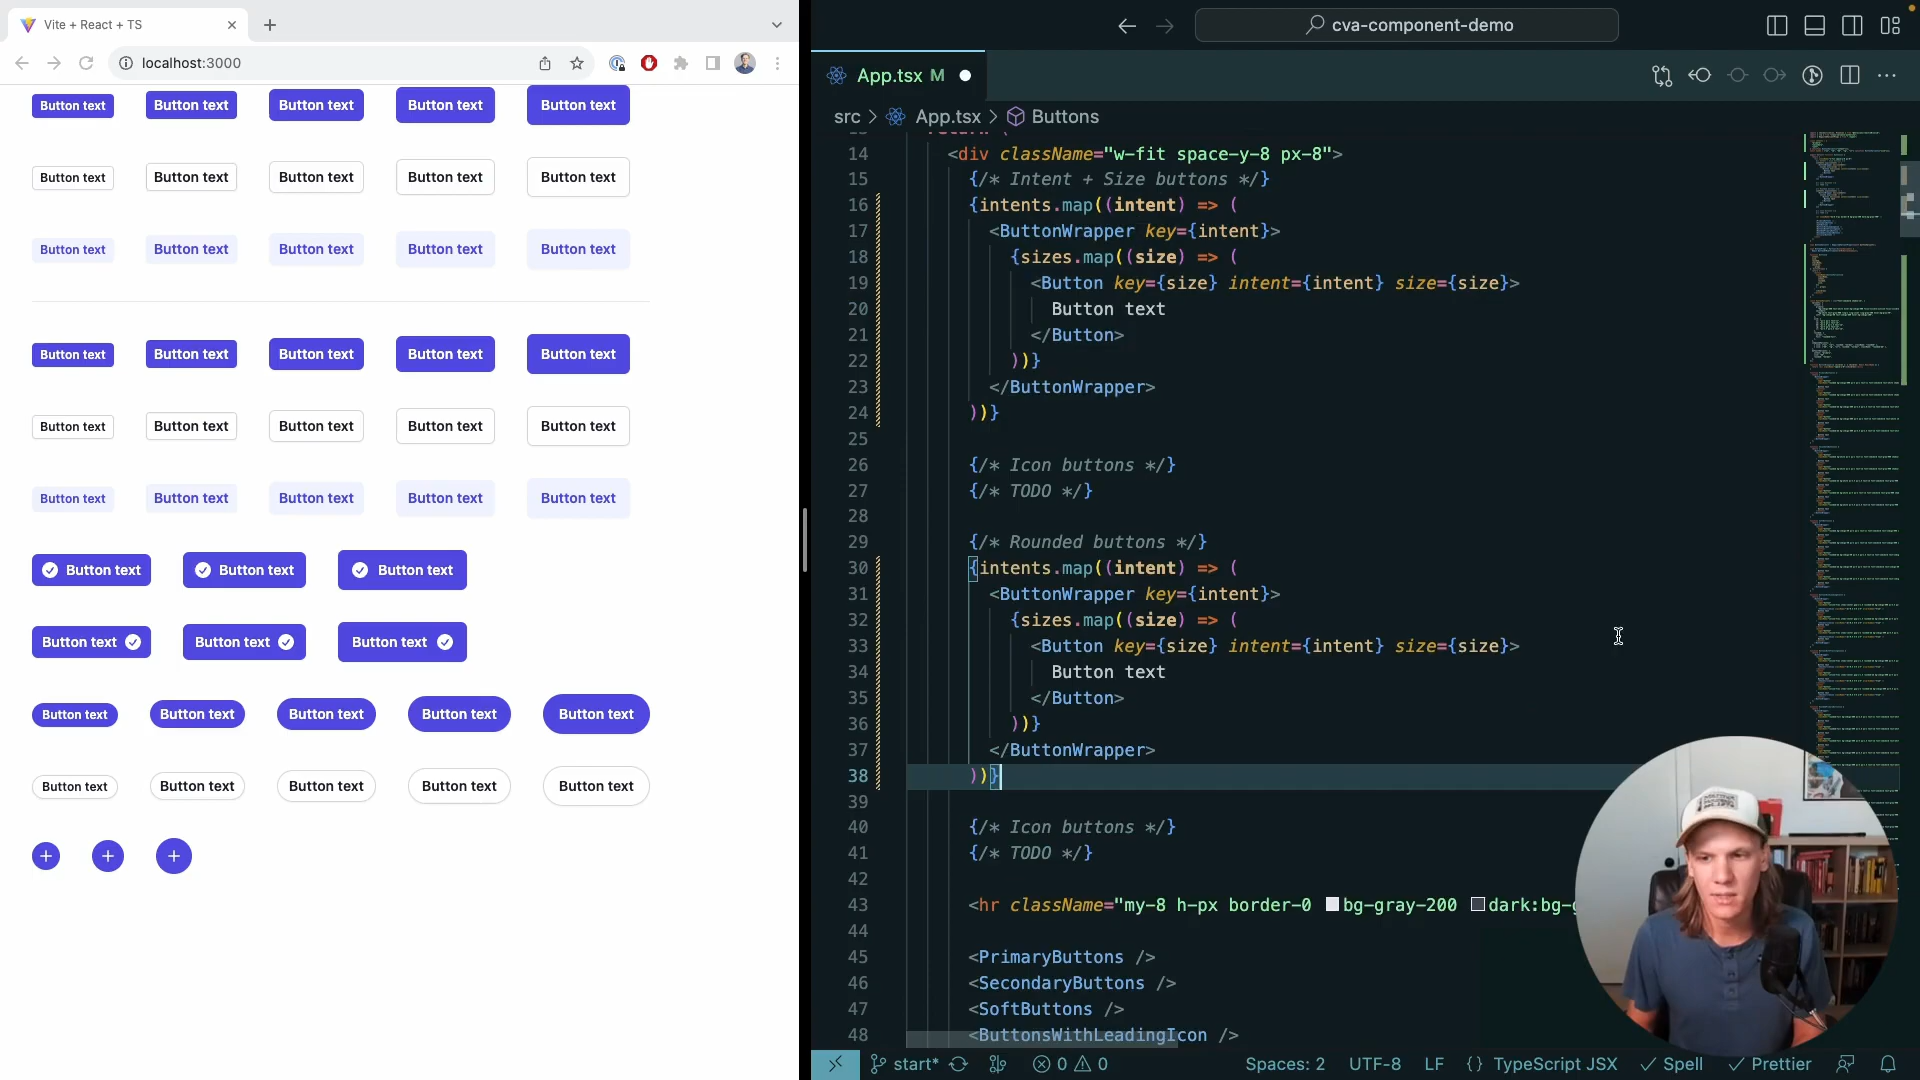 Vite + React + TS
localhost:3000
Button text Button text Button text Button text Button text
Button text Button text Button text Button text Button text
Button text Button text Button text Button text Button text
Button text Button text Button text Button text Button text
Button text Button text Button text Button text Button text
Button text Button text Button text Button text Button text
Button text Button text Button text
Button text Button text Button text
Button text Button text Button text Button text Button text
Button text Button text Button text Button text Button text
cva-component-demo
App.tsx M
src > App.tsx > Buttons
14 <div className="w-fit space-y-8 px-8">
15 {/* Intent + Size buttons */}
16 {intents.map((intent) => (
17 <ButtonWrapper key={intent}>
18 {sizes.map((size) => (
19 <Button key={size} intent={intent} size={size}>
20 Button text
21 </Button>
22 ))}
23 </ButtonWrapper>
24 ))}
25
26 {/* Icon buttons */}
27 {/* TODO */}
28
29 {/* Rounded buttons */}
30 {intents.map((intent) => (
31 <ButtonWrapper key={intent}>
32 {sizes.map((size) => (
33 <Button key={size} intent={intent} size={size}>
34 Button text
35 </Button>
36 ))}
37 </ButtonWrapper>
38 ))}
39
40 {/* Icon buttons */}
41 {/* TODO */}
42
43 <hr className="my-8 h-px border-0 bg-gray-200 dark:bg-g
44
45 <PrimaryButtons />
46 <SecondaryButtons />
47 <SoftButtons />
48 <ButtonsWithLeadingIcon />
start* 0 0 Spaces: 2 UTF-8 LF {} TypeScript JSX Spell Prettier